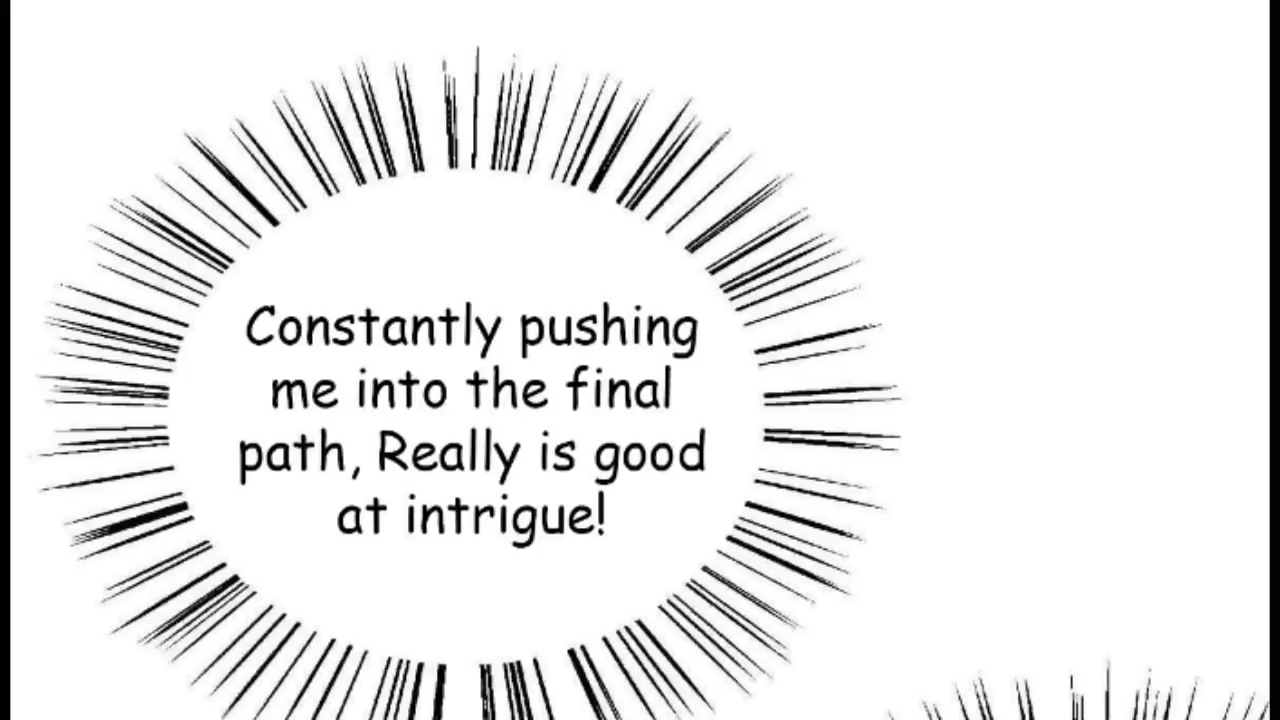 Constantly pushing
me into the final
path, Really is good
at intrigue!